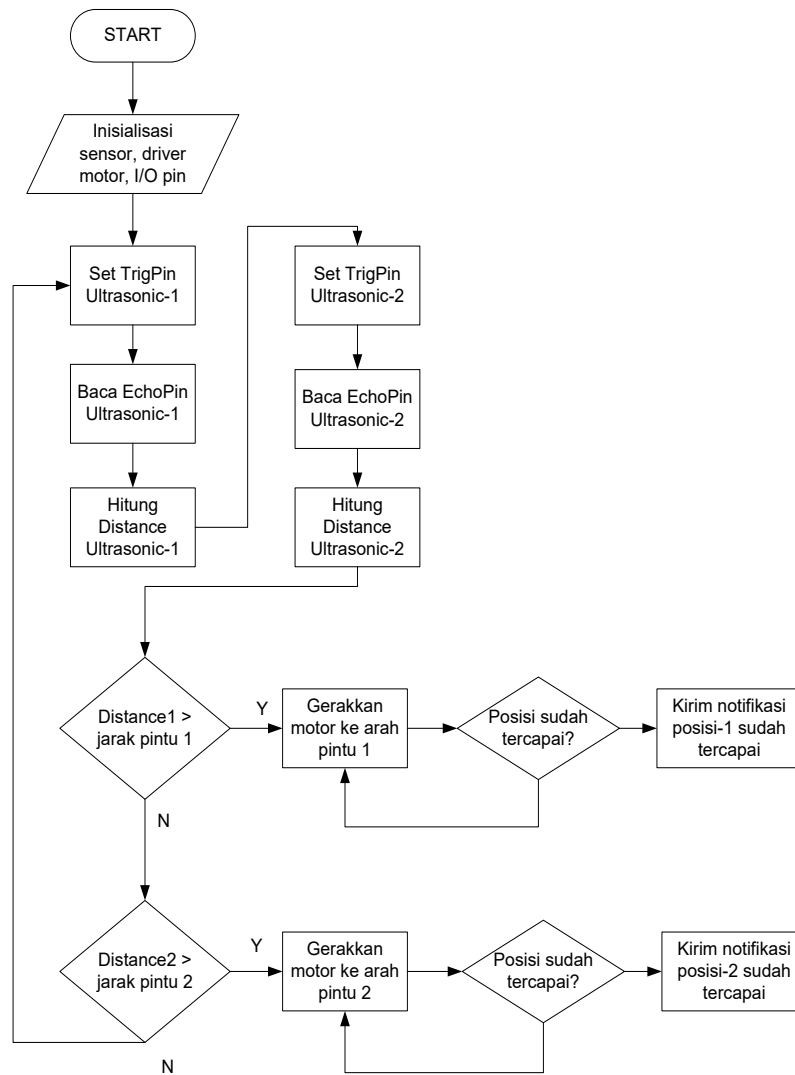 START
Inisialisasi
sensor, driver
motor, I/O pin
Set TrigPin
Ultrasonic-1
Baca EchoPin
Ultrasonic-1
Hitung
Distance
Ultrasonic-1
Set TrigPin
Ultrasonic-2
Baca EchoPin
Ultrasonic-2
Hitung
Distance
Ultrasonic-2
Distance1 >
jarak pintu 1
Y
Gerakkan
motor ke arah
pintu 1
Posisi sudah
tercapai?
Kirim notifikasi
posisi-1 sudah
tercapai
N
Distance2 >
jarak pintu 2
Y
Gerakkan
motor ke arah
pintu 2
Posisi sudah
tercapai?
Kirim notifikasi
posisi-2 sudah
tercapai
N